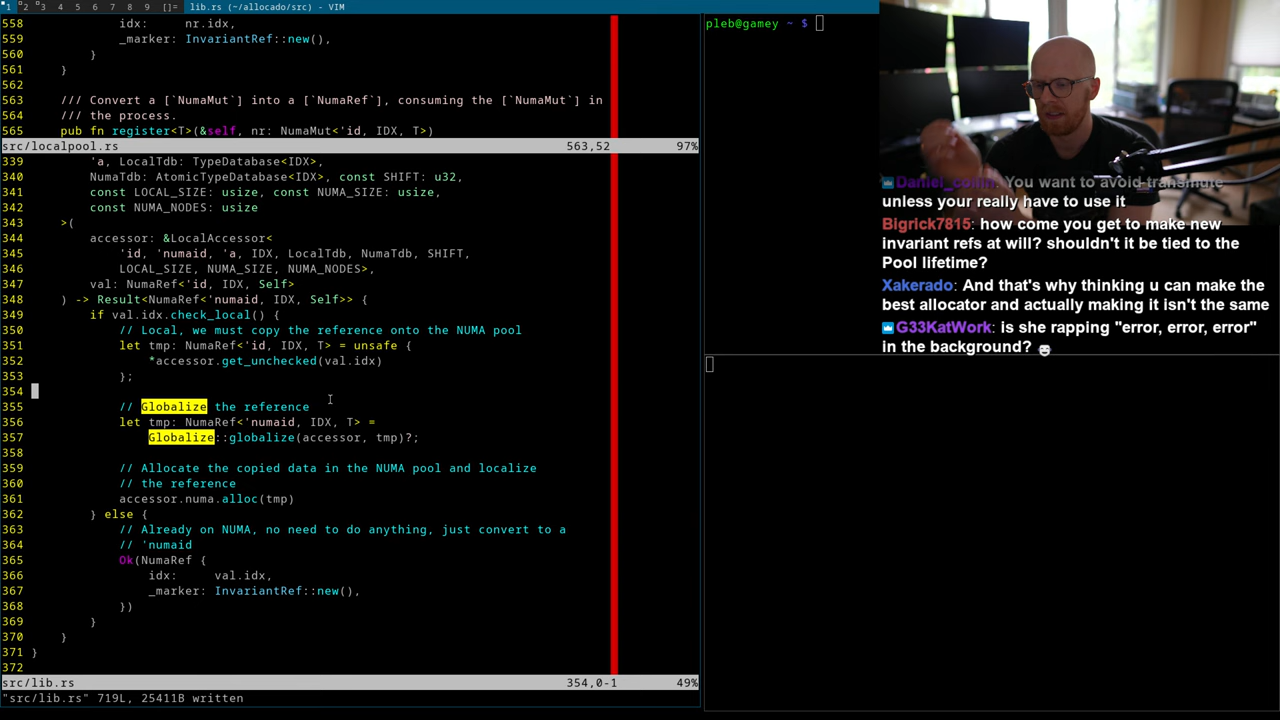 1 2 3 4 5 6 7 8 9 []= lib.rs (~/allocado/src) - VIM
558 idx: nr.idx,
559 _marker: InvariantRef::new(),
560 }
561 }
562
563 /// Convert a [`NumaMut`] into a [`NumaRef`], consuming the [`NumaMut`] in
564 /// the process.
565 pub fn register<T>(&self, nr: NumaMut<'id, IDX, T>)
src/localpool.rs 563,52 97%
339 'a, LocalTdb: TypeDatabase<IDX>,
340 NumaTdb: AtomicTypeDatabase<IDX>, const SHIFT: u32,
341 const LOCAL_SIZE: usize, const NUMA_SIZE: usize,
342 const NUMA_NODES: usize
343 >(
344 accessor: &LocalAccessor<
345 'id, 'numaid, 'a, IDX, LocalTdb, NumaTdb, SHIFT,
346 LOCAL_SIZE, NUMA_SIZE, NUMA_NODES>,
347 val: NumaRef<'id, IDX, Self>
348 ) -> Result<NumaRef<'numaid, IDX, Self>> {
349 if val.idx.check_local() {
350 // Local, we must copy the reference onto the NUMA pool
351 let tmp: NumaRef<'id, IDX, T> = unsafe {
352 *accessor.get_unchecked(val.idx)
353 };
354
355 // Globalize the reference
356 let tmp: NumaRef<'numaid, IDX, T> =
357 Globalize::globalize(accessor, tmp)?;
358
359 // Allocate the copied data in the NUMA pool and localize
360 // the reference
361 accessor.numa.alloc(tmp)
362 } else {
363 // Already on NUMA, no need to do anything, just convert to a
364 // 'numaid
365 Ok(NumaRef {
366 idx: val.idx,
367 _marker: InvariantRef::new(),
368 })
369 }
370 }
371 }
372
src/lib.rs 354,0-1 49%
"src/lib.rs" 719L, 25411B written
pleb@gamey ~ $
You want to avoid transmute
unless your really have to use it
Bigrick7815: how come you get to make new
invariant refs at will? shouldn't it be tied to the
Pool lifetime?
Xakerado: And that's why thinking u can make the
best allocator and actually making it isn't the same
G33KatWork: is she rapping "error, error, error"
in the background?